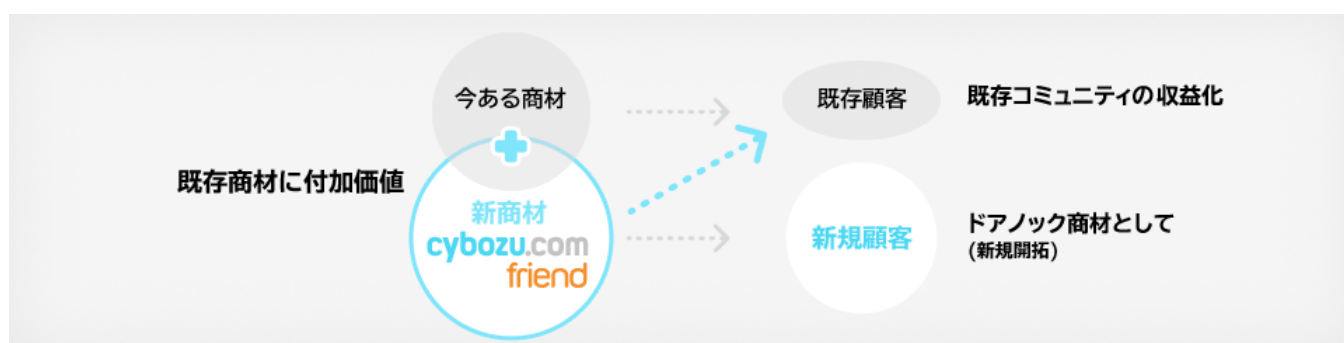 今ある商材
既存顧客
既存コミュニティの収益化
既存商材に付加価値
新商材
cybozu.com
friend
新規顧客
ドアノック商材として
(新規開拓)